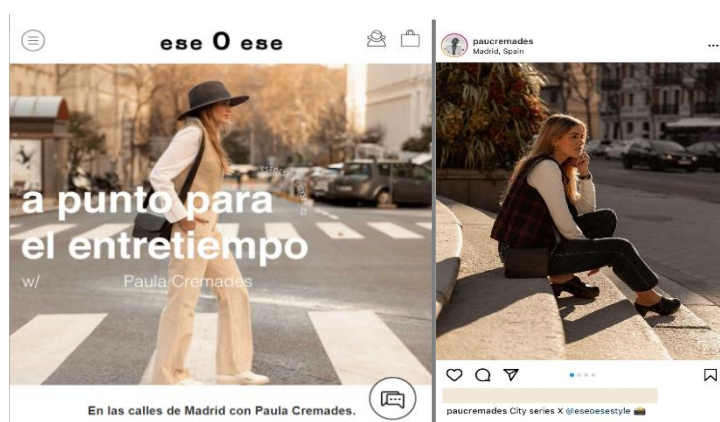 ese O ese
a punto para
el entretiempo
w/ Paula Cremades
En las calles de Madrid con Paula Cremades.
paucremades
Madrid, Spain
paucremades City series X @eseoesestyle 📸